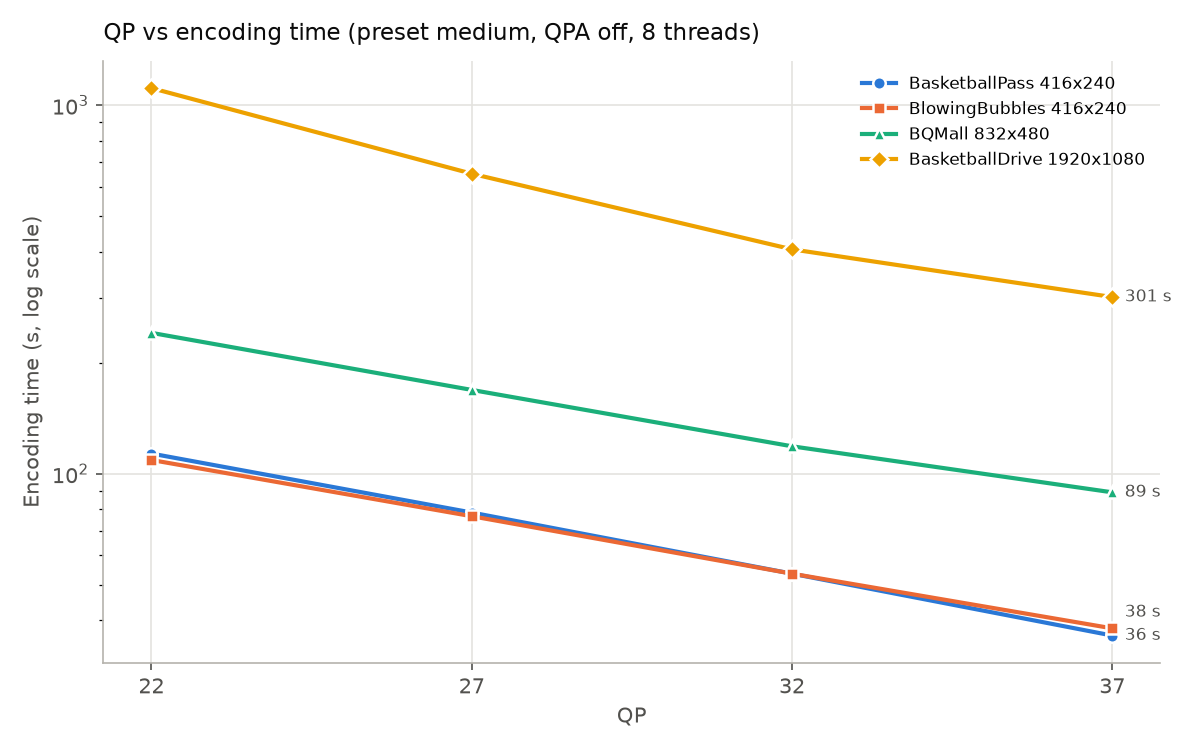 QP vs encoding time (preset medium, QPA off, 8 threads)
BasketballPass 416x240
BlowingBubbles 416x240
BQMall 832x480
BasketballDrive 1920x1080
Encoding time (s, log scale)
10³
10²
301 s
89 s
38 s
36 s
22 27 32 37
QP